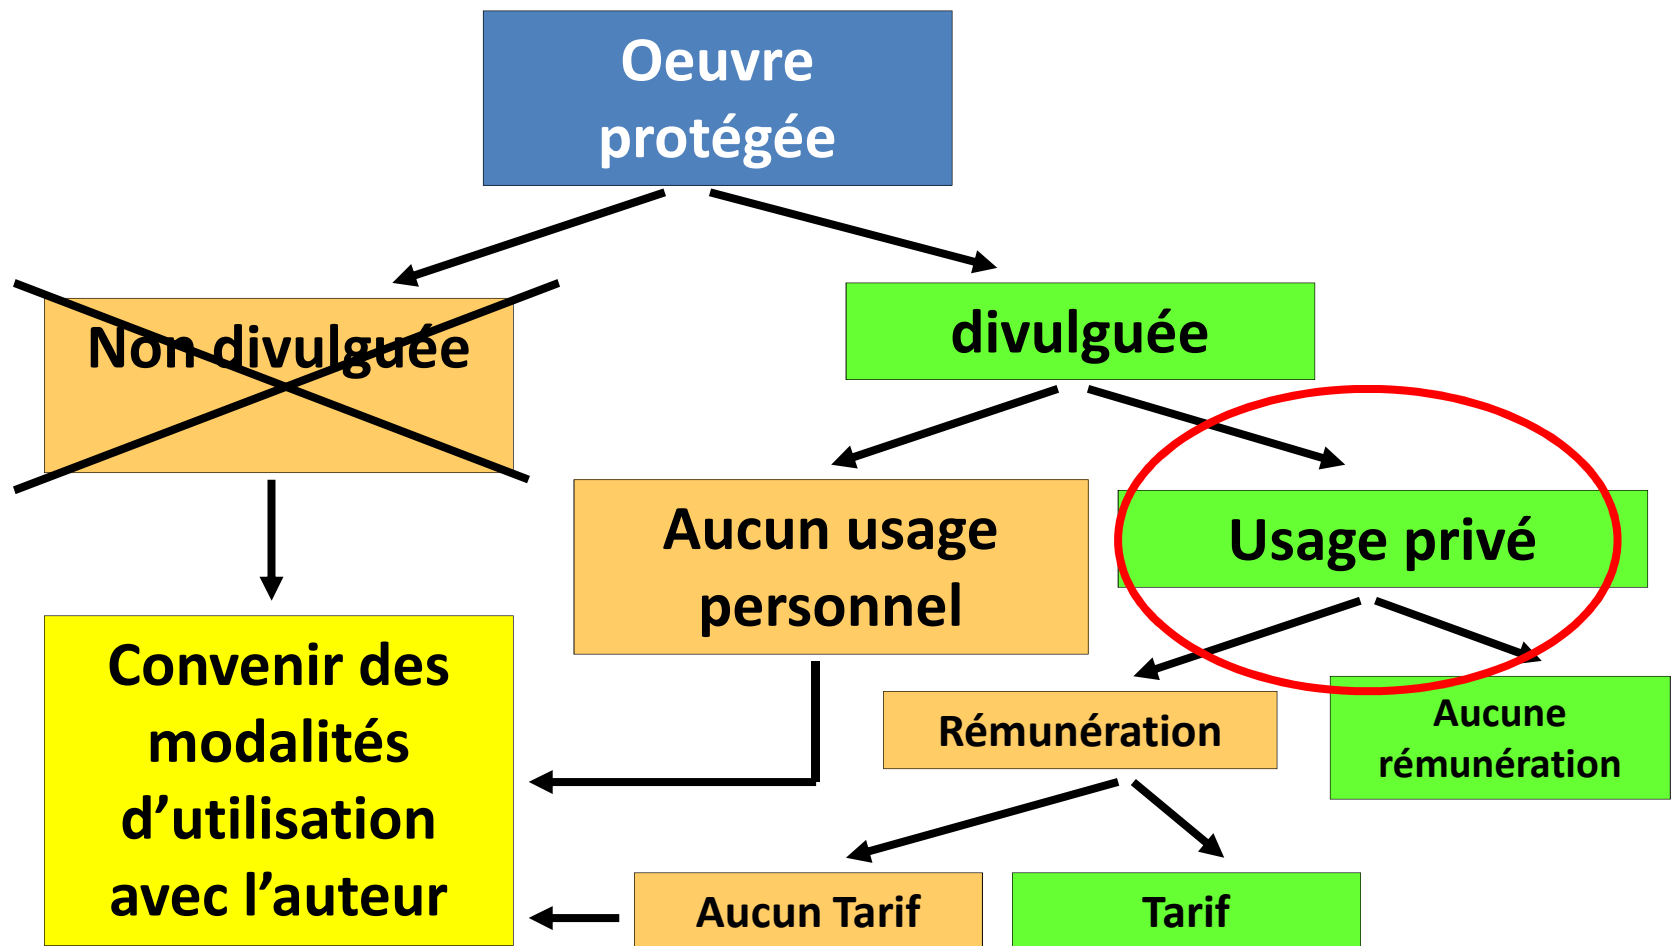 Oeuvre
protégée
Non divulguée
divulguée
Aucun usage
personnel
Usage privé
Convenir des
modalités
d’utilisation
avec l’auteur
Rémunération
Aucune
rémunération
Aucun Tarif
Tarif